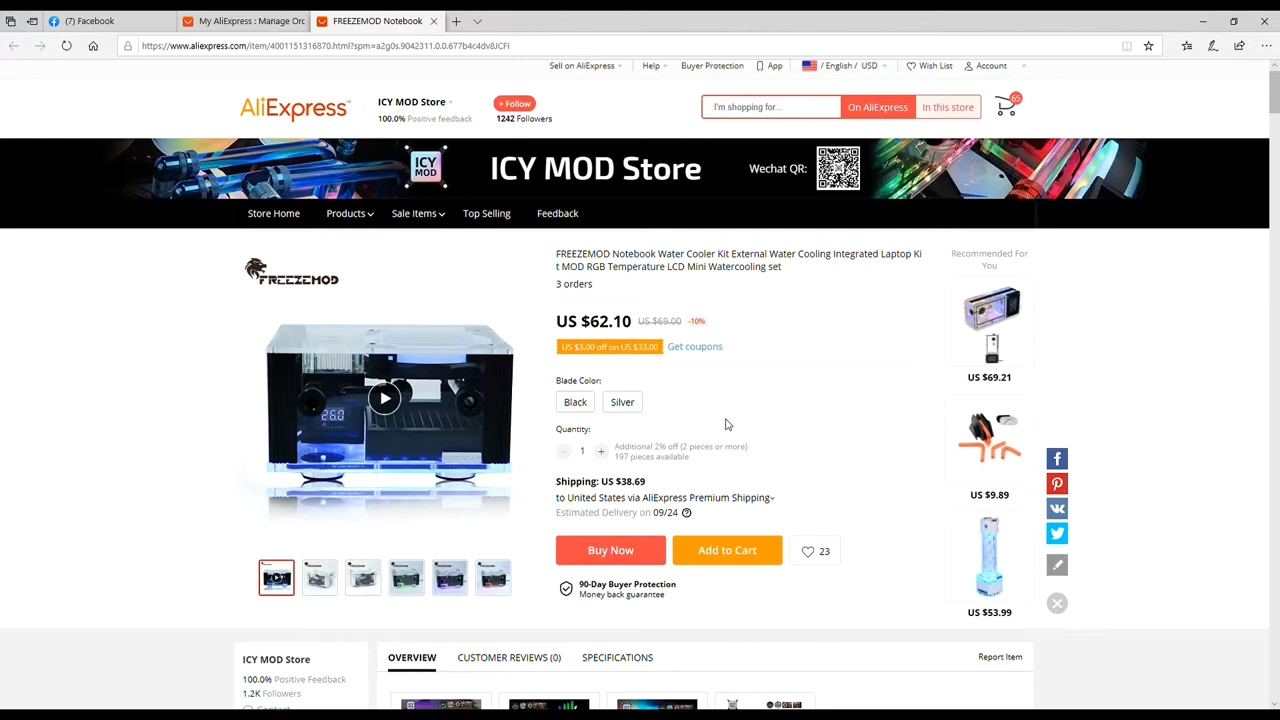 (7) Facebook
My AliExpress : Manage Orc
FREEZEMOD Notebook
https://www.aliexpress.com/item/4001151316870.html?spm=a2g0s.9042311.0.0.677b4c4dv8JCFI
Sell on AliExpress
Help
Buyer Protection
App
/ English / USD
Wish List
Account
AliExpress
ICY MOD Store
100.0% Positive feedback
+ Follow
1242 Followers
I'm shopping for...
On AliExpress
In this store
65
ICY
MOD
ICY MOD Store
Wechat QR:
Store Home
Products
Sale Items
Top Selling
Feedback
FREEZEMOD
26.0
FREEZEMOD Notebook Water Cooler Kit External Water Cooling Integrated Laptop Ki
t MOD RGB Temperature LCD Mini Watercooling set
3 orders
US $62.10 US $69.00 -10%
US $3.00 off on US $33.00 Get coupons
Blade Color:
Black
Silver
Quantity:
1
Additional 2% off (2 pieces or more)
197 pieces available
Shipping: US $38.69
to United States via AliExpress Premium Shipping
Estimated Delivery on 09/24
Buy Now
Add to Cart
23
90-Day Buyer Protection
Money back guarantee
Recommended For
You
US $69.21
US $9.89
US $53.99
ICY MOD Store
100.0% Positive Feedback
1.2K Followers
OVERVIEW
CUSTOMER REVIEWS (0)
SPECIFICATIONS
Report Item